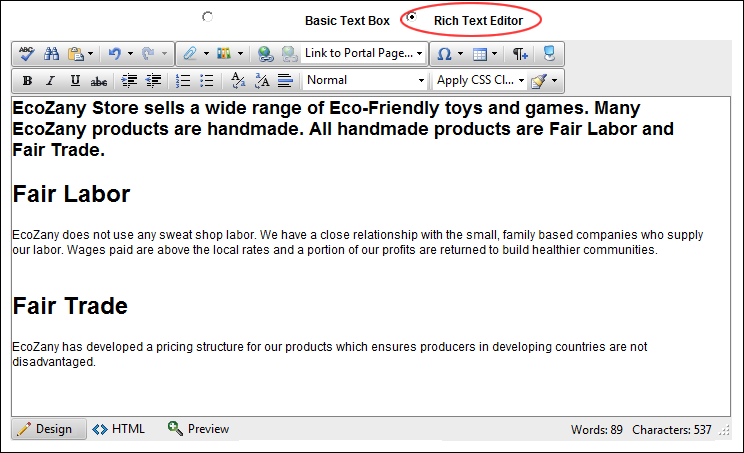 Basic Text Box Rich Text Editor
ABC Link to Portal Page... Ω
B I U abc Normal Apply CSS Cl...
EcoZany Store sells a wide range of Eco-Friendly toys and games. Many
EcoZany products are handmade. All handmade products are Fair Labor and
Fair Trade.
Fair Labor
EcoZany does not use any sweat shop labor. We have a close relationship with the small, family based companies who supply
our labor. Wages paid are above the local rates and a portion of our profits are returned to build healthier communities.
Fair Trade
EcoZany has developed a pricing structure for our products which ensures producers in developing countries are not
disadvantaged.
Design HTML Preview Words: 89 Characters: 537